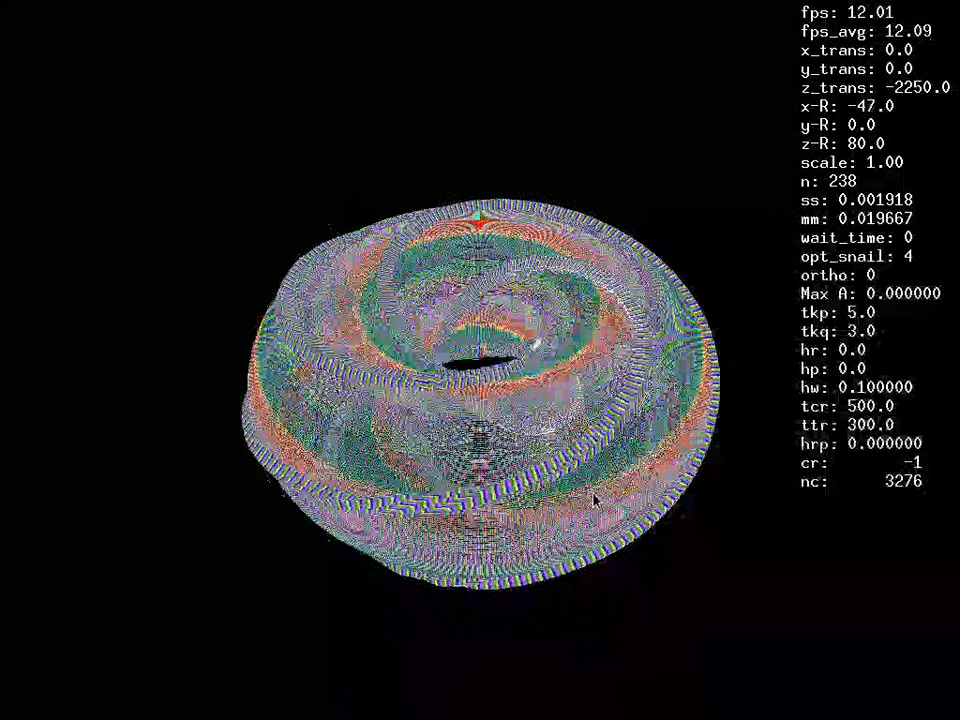 fps: 12.01
fps_avg: 12.09
x_trans: 0.0
y_trans: 0.0
z_trans: -2250.0
x-R: -47.0
y-R: 0.0
z-R: 80.0
scale: 1.00
n: 238
ss: 0.001918
mm: 0.019667
wait_time: 0
opt_snail: 4
ortho: 0
Max A: 0.000000
tkp: 5.0
tkq: 3.0
hr: 0.0
hp: 0.0
hw: 0.100000
tcr: 500.0
ttr: 300.0
hrp: 0.000000
cr: -1
nc: 3276